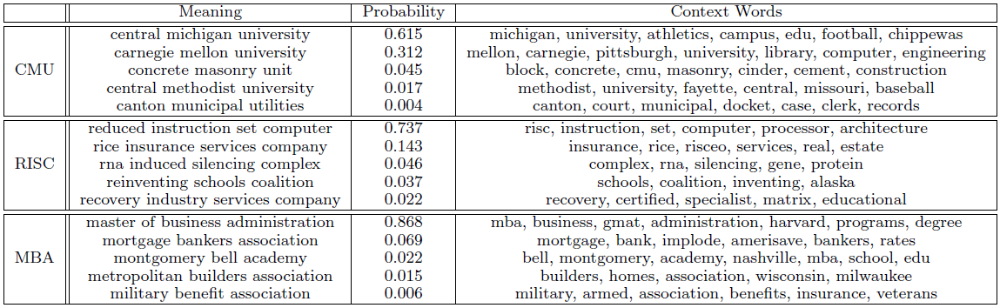 Meaning Probability Context Words
central michigan university 0.615 michigan, university, athletics, campus, edu, football, chippewas
carnegie mellon university 0.312 mellon, carnegie, pittsburgh, university, library, computer, engineering
CMU concrete masonry unit 0.045 block, concrete, cmu, masonry, cinder, cement, construction
central methodist university 0.017 methodist, university, fayette, central, missouri, baseball
canton municipal utilities 0.004 canton, court, municipal, docket, case, clerk, records
reduced instruction set computer 0.737 risc, instruction, set, computer, processor, architecture
rice insurance services company 0.143 insurance, rice, risceo, services, real, estate
RISC rna induced silencing complex 0.046 complex, rna, silencing, gene, protein
reinventing schools coalition 0.037 schools, coalition, inventing, alaska
recovery industry services company 0.022 recovery, certified, specialist, matrix, educational
master of business administration 0.868 mba, business, gmat, administration, harvard, programs, degree
mortgage bankers association 0.069 mortgage, bank, implode, amerisave, bankers, rates
MBA montgomery bell academy 0.022 bell, montgomery, academy, nashville, mba, school, edu
metropolitan builders association 0.015 builders, homes, association, wisconsin, milwaukee
military benefit association 0.006 military, armed, association, benefits, insurance, veterans